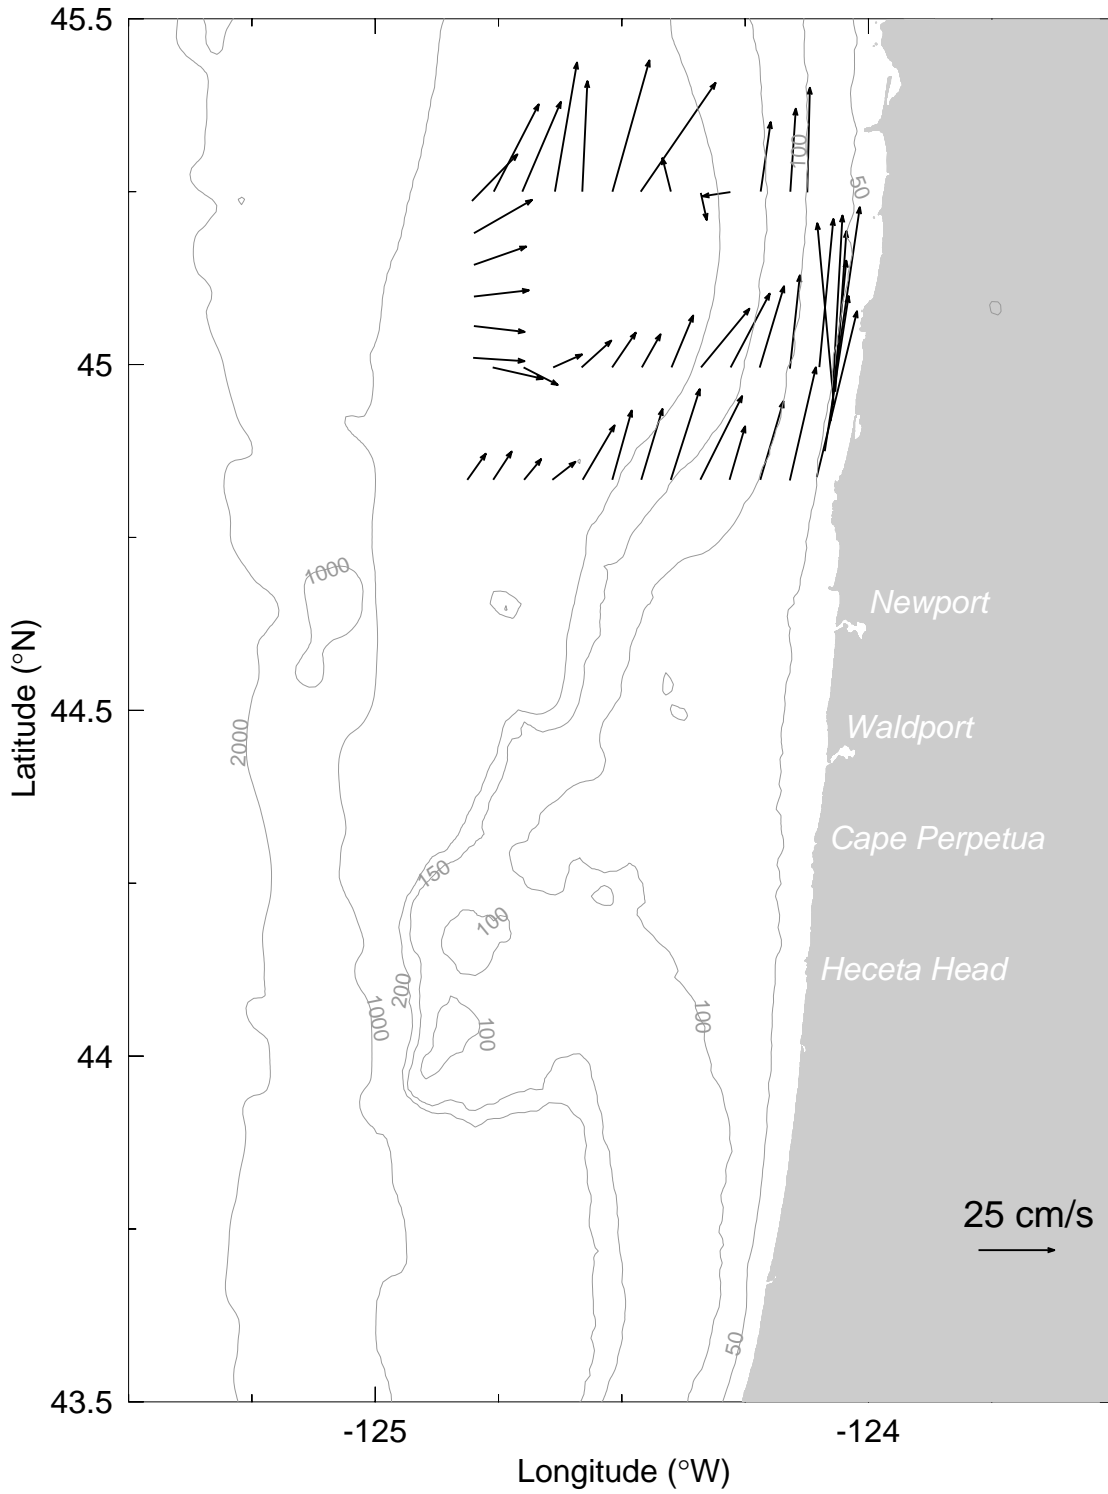 45.5
100
50
45
1000
Newport
2000
44.5
Waldport
Latitude (°N)
Cape Perpetua
150
100
Heceta Head
200
1000
100
100
44
25 cm/s
50
43.5
-125
-124
Longitude (°W)